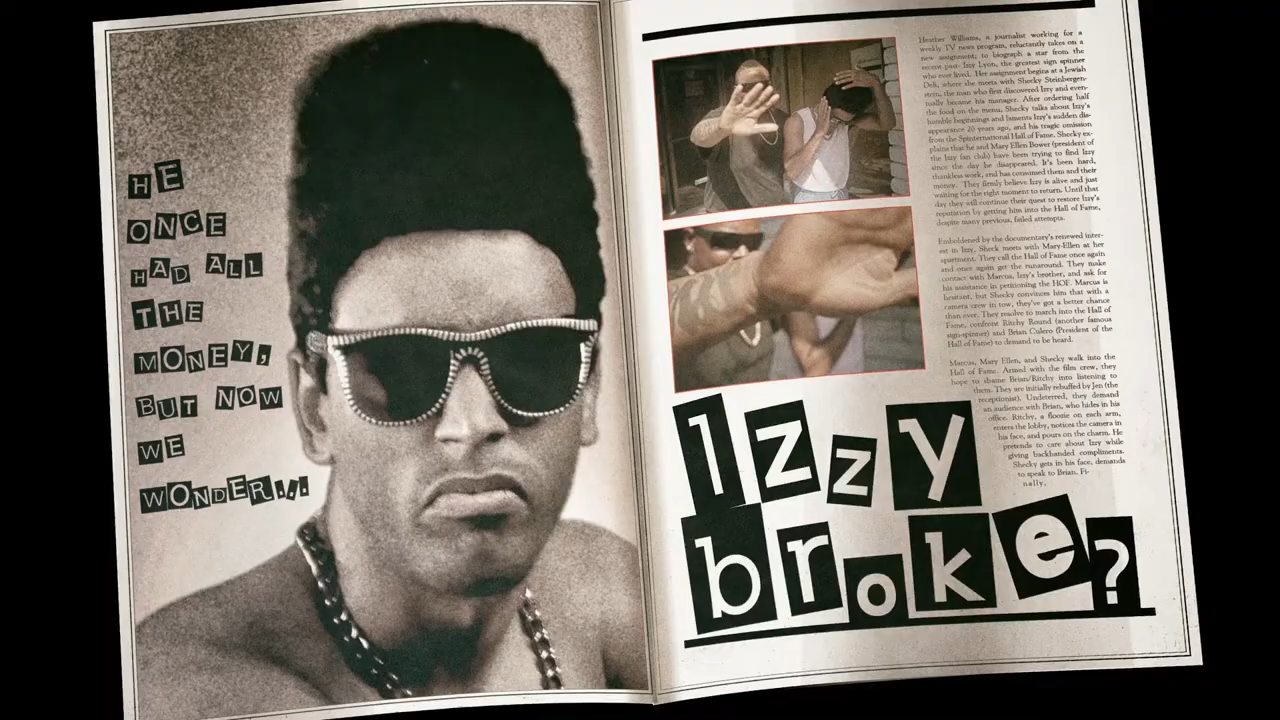 HE
ONCE
HAD ALL
THE
MONEY,
BUT NOW
WE
WONDER...
Heather Williams, a journalist working for a
weekly TV news program, reluctantly takes on a
new assignment; to biograph a star from the
recent past- Izzy Lyon, the greatest sign spinner
who ever lived. Her assignment begins at a Jewish
Deli, where she meets with Shecky Steinbergen-
stein, the man who first discovered Izzy and even-
tually became his manager. After ordering half
the food on the menu, Shecky talks about Izzy's
humble beginnings and laments Izzy's sudden dis-
appearance 20 years ago, and his tragic omission
from the Spinternational Hall of Fame. Shecky ex-
plains that he and Mary Ellen Bower (president of
the Izzy fan club) have been trying to find Izzy
since the day he disappeared. It's been hard,
thankless work, and has consumed them and their
money. They firmly believe Izzy is alive and just
waiting for the right moment to return. Until that
day they will continue their quest to restore Izzy's
reputation by getting him into the Hall of Fame,
despite many previous, failed attempts.
Emboldened by the documentary's renewed inter-
est in Izzy, Sheck meets with Mary-Ellen at her
apartment. They call the Hall of Fame once again
and once again get the runaround. They make
contact with Marcus, Izzy's brother, and ask for
his assistance in petitioning the HOF. Marcus is
hesitant, but Shecky convinces him that with a
camera crew in tow, they've got a better chance
than ever. They resolve to march into the Hall of
Fame, confront Ritchy Round (another famous
sign-spinner) and Brian Culero (President of the
Hall of Fame) to demand to be heard.
Marcus, Mary Ellen, and Shecky walk into the
Hall of Fame. Armed with the film crew, they
hope to shame Brian/Ritchy into listening to
them. They are initially rebuffed by Jen (the
receptionist). Undeterred, they demand
an audience with Brian, who hides in his
office. Ritchy, a floozie on each arm,
enters the lobby, notices the camera in
his face, and pours on the charm. He
pretends to care about Izzy while
giving backhanded compliments.
Shecky gets in his face, demands
to speak to Brian. Fi-
nally,
Izzy
broke?